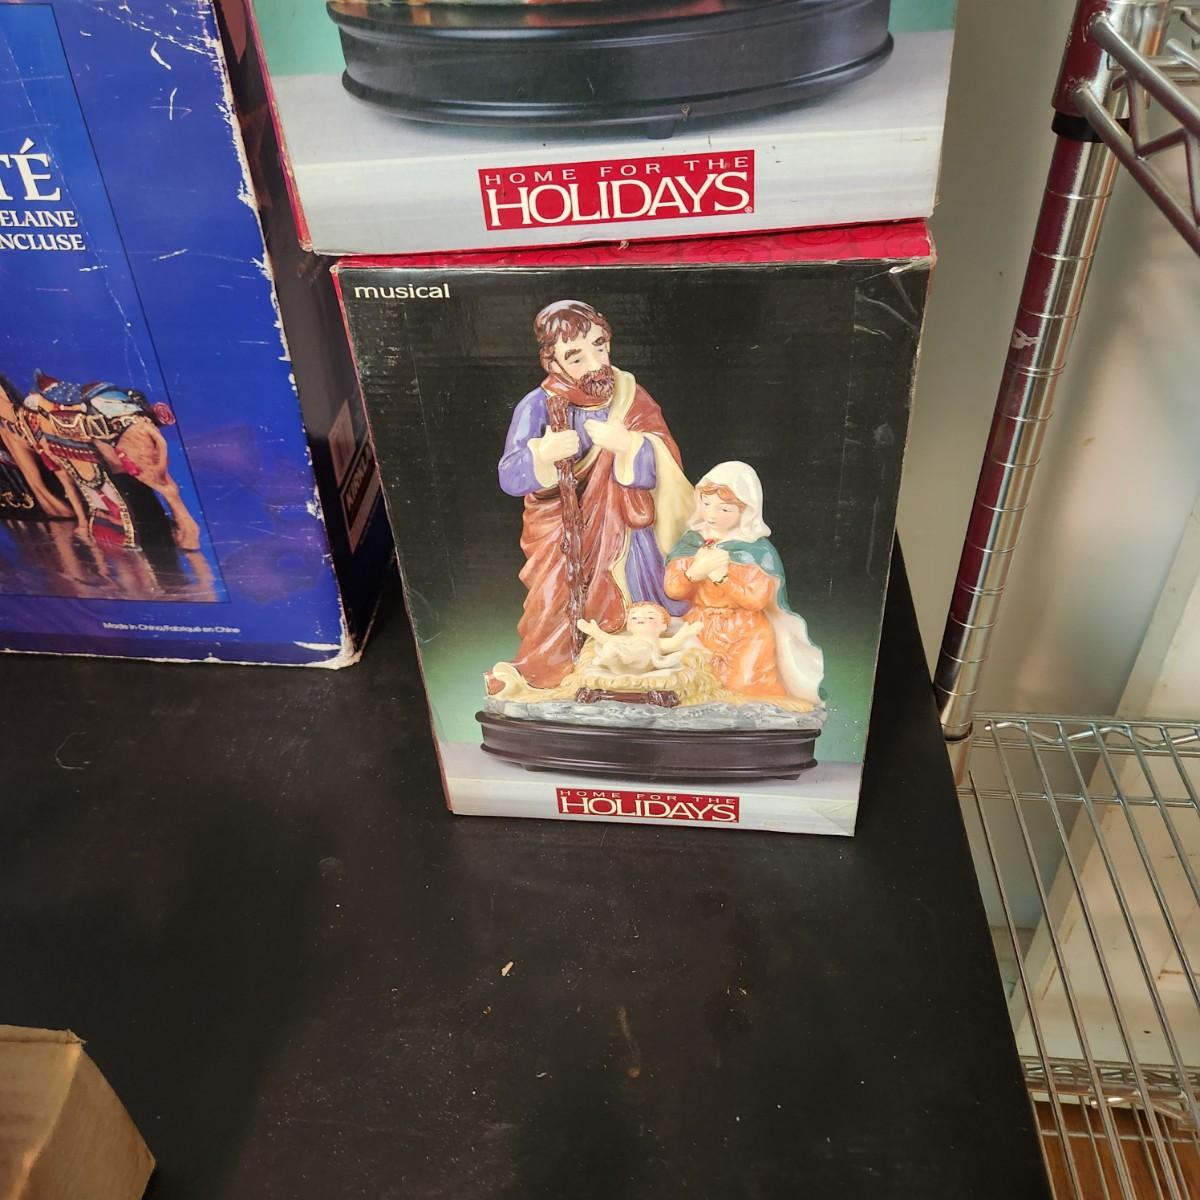 TÉ
ELAINE
NCLUSE
Made in China/Fabriqué en Chine
HOME FOR THE
HOLIDAYS®
musical
HOME FOR THE
HOLIDAYS